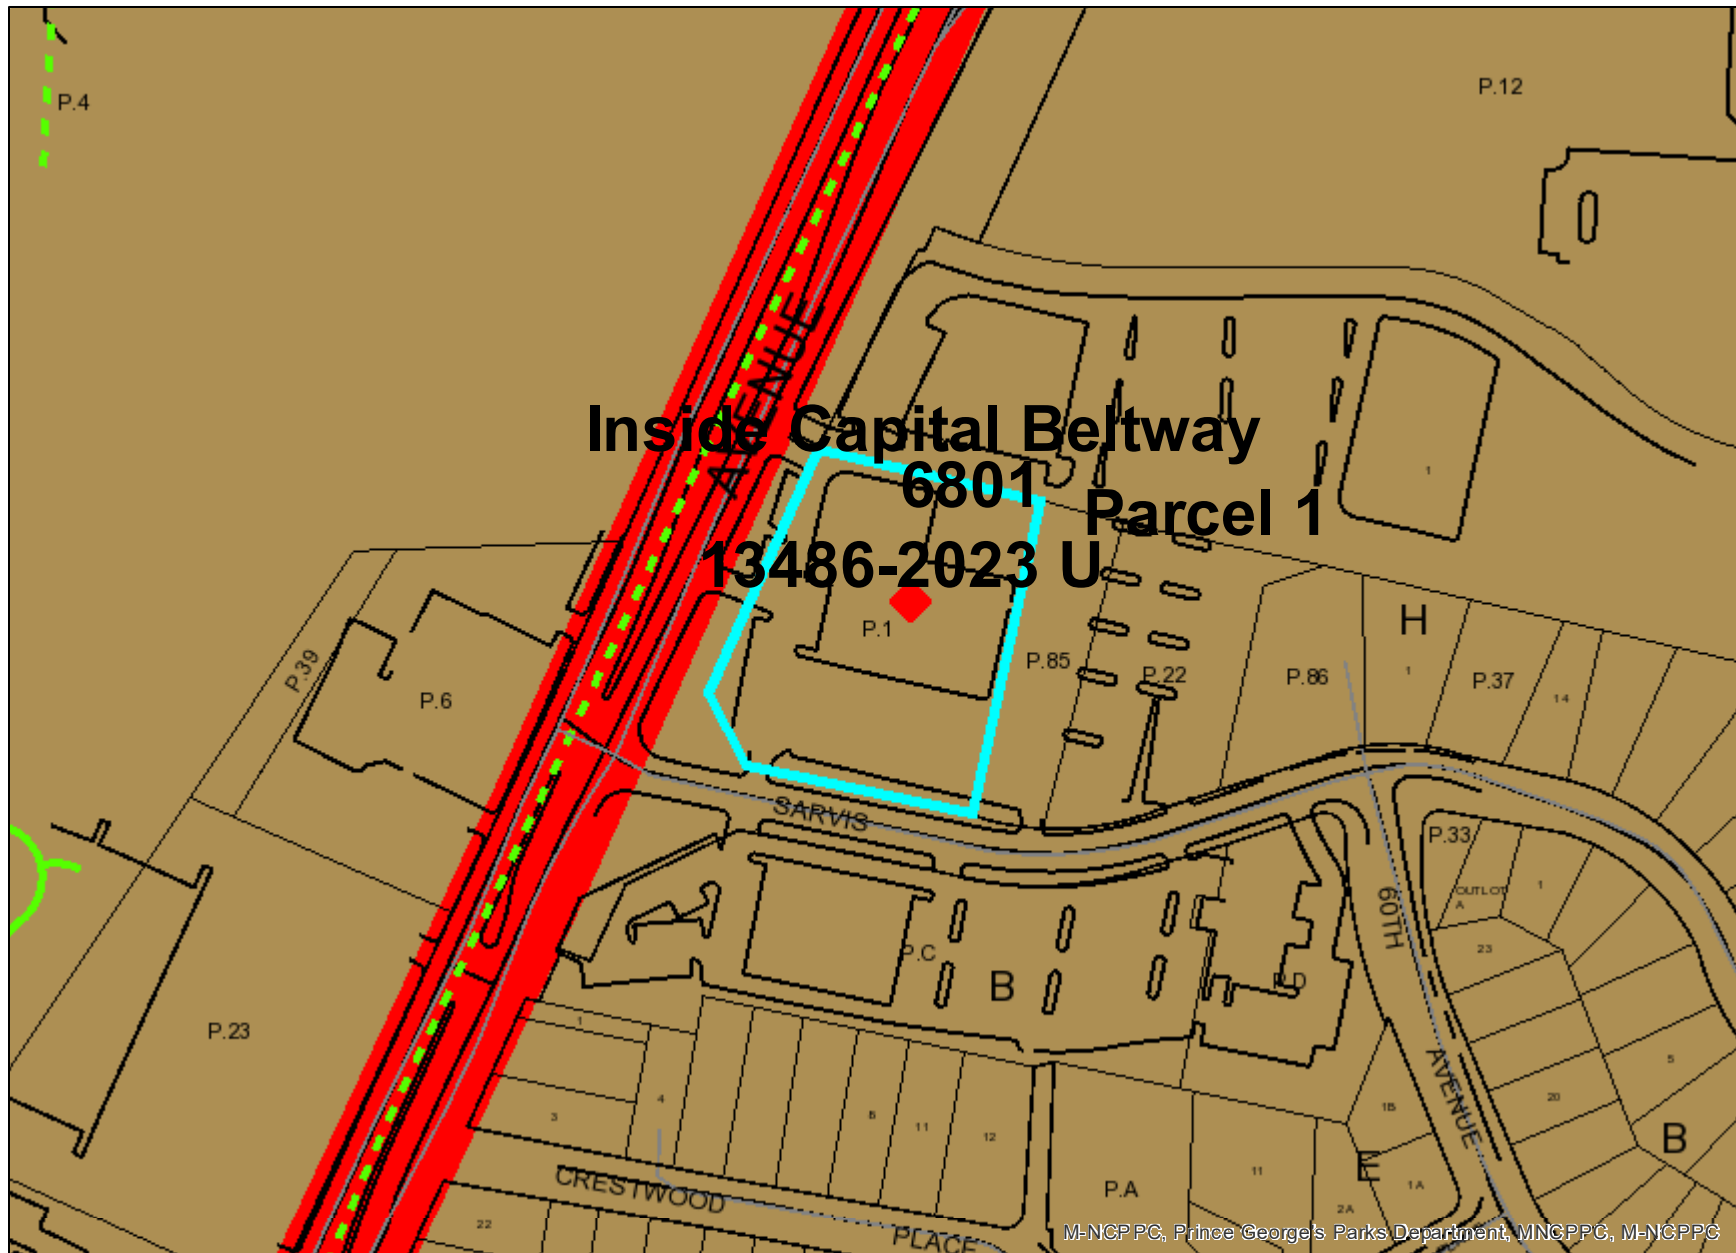 P.4
P.12
AVENUE
Inside Capital Beltway
6801
1
Parcel 1
13486-2023 U
P.1
H
P.39
P.85
P.22
P.86
1
P.37
14
P.6
SARVIS
P.33
OUTLOT
A
1
60TH
23
P.C
B
P.D
P.23
1
5
4
3
8
11
12
AVENUE
1B
20
B
11
E
1A
P.A
CRESTWOOD
2A
22
PLACE
M-NCPPC, Prince George's Parks Department, MNCPPC, M-NCPPC